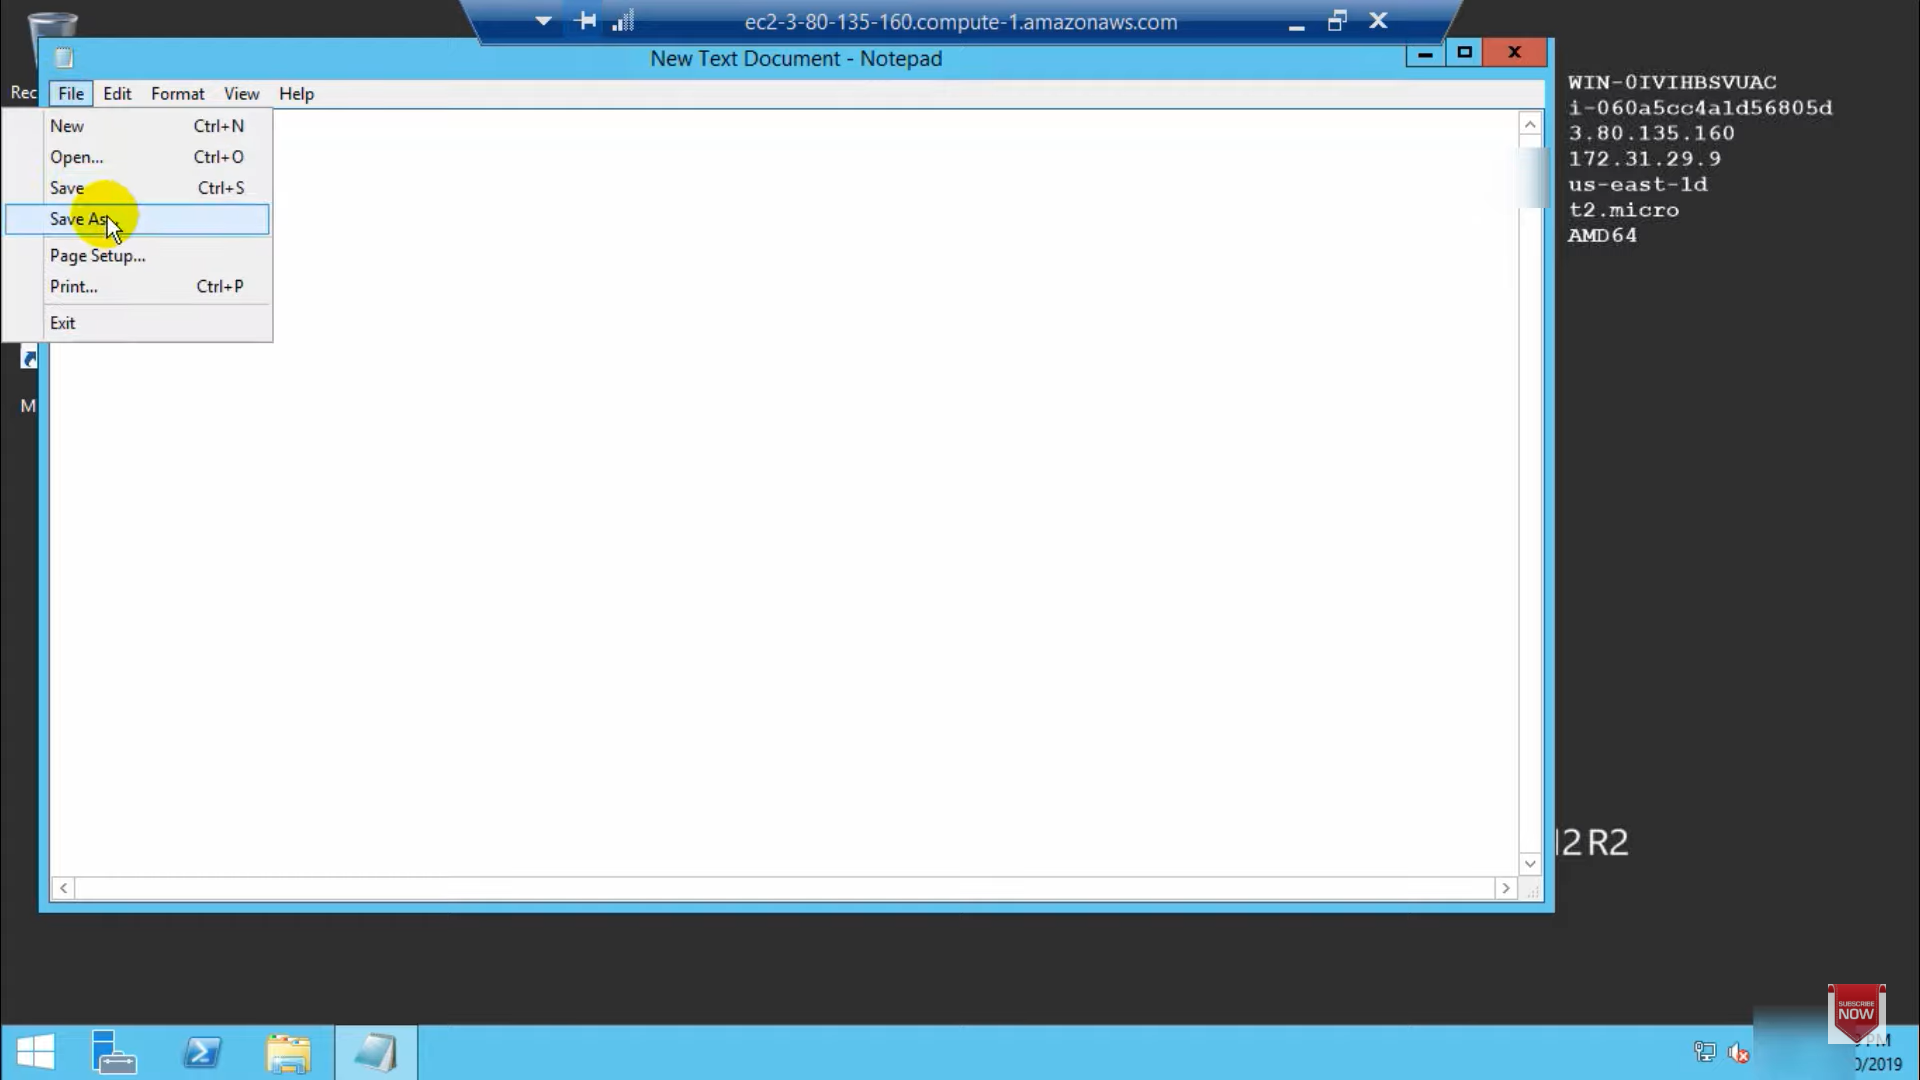 ec2-3-80-135-160.compute-1.amazonaws.com
New Text Document - Notepad
Rec
File Edit Format View Help
New Ctrl+N
Open... Ctrl+O
Save Ctrl+S
Save As...
Page Setup...
Print... Ctrl+P
Exit
M
WIN-0IVIHBSVUAC
i-060a5cc4a1d56805d
3.80.135.160
172.31.29.9
us-east-1d
t2.micro
AMD64
2 R2
SUBSCRIBE
NOW
PM
0/2019